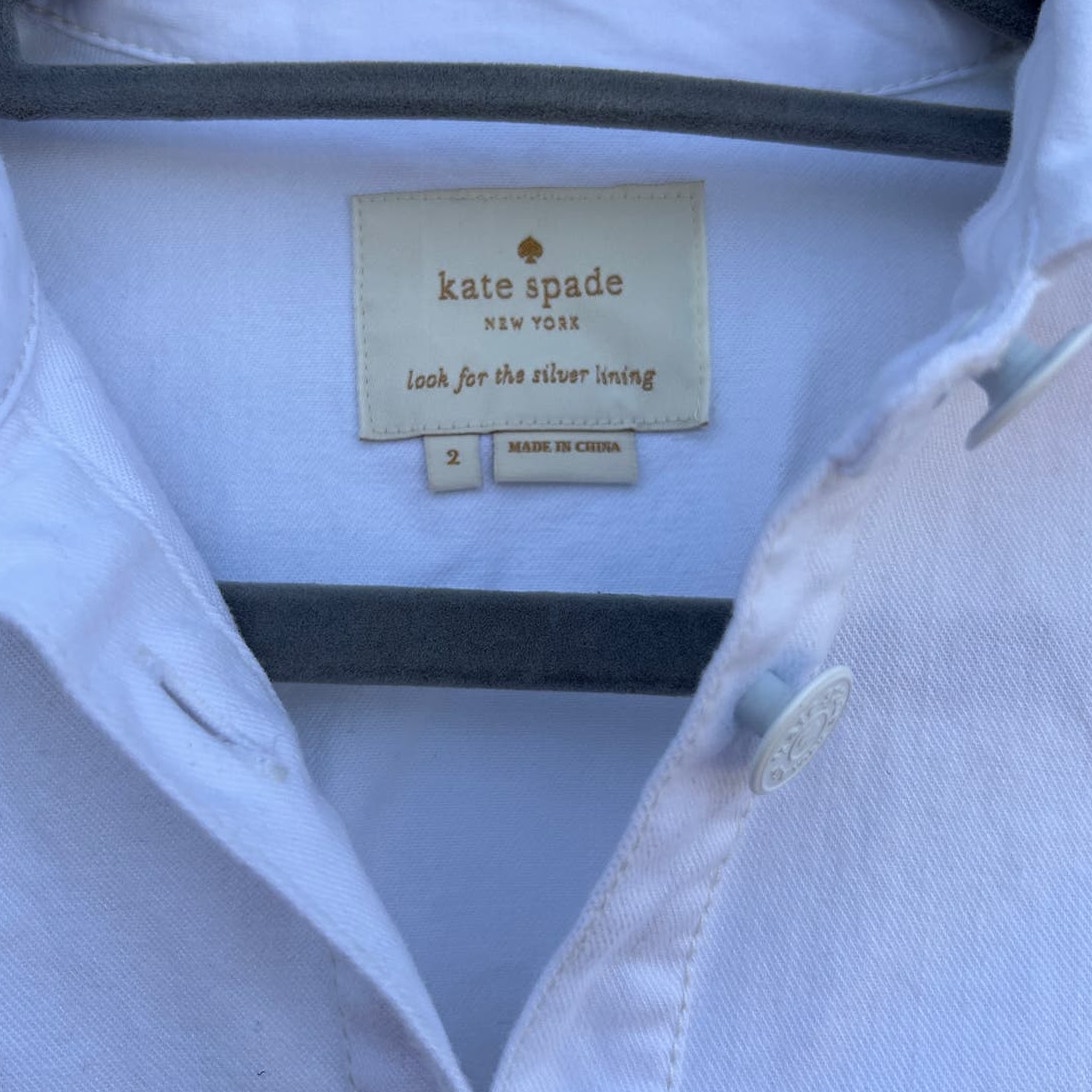 kate spade
NEW YORK
look for the silver lining
2
MADE IN CHINA